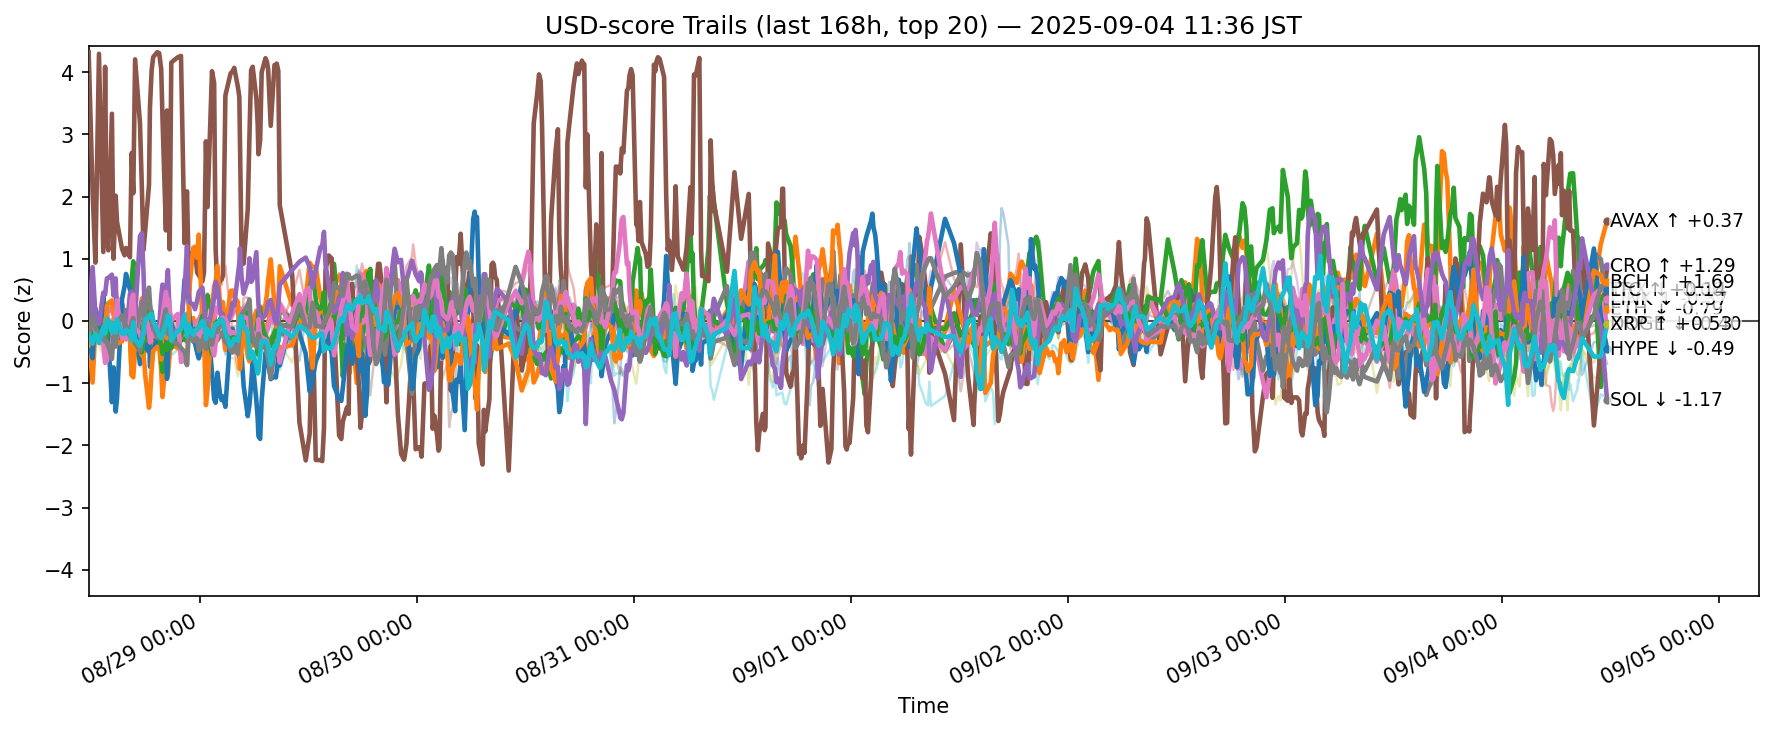 USD-score Trails (last 168h, top 20) — 2025-09-04 11:36 JST
Score (z)
4
3
2
1
0
−1
−2
−3
−4
AVAX ↑ +0.37
CRO ↑ +1.29
BCH ↑ +1.69
XRP ↑ +0.53
HYPE ↓ -0.49
SOL ↓ -1.17
08/29 00:00
08/30 00:00
08/31 00:00
09/01 00:00
09/02 00:00
09/03 00:00
09/04 00:00
09/05 00:00
Time